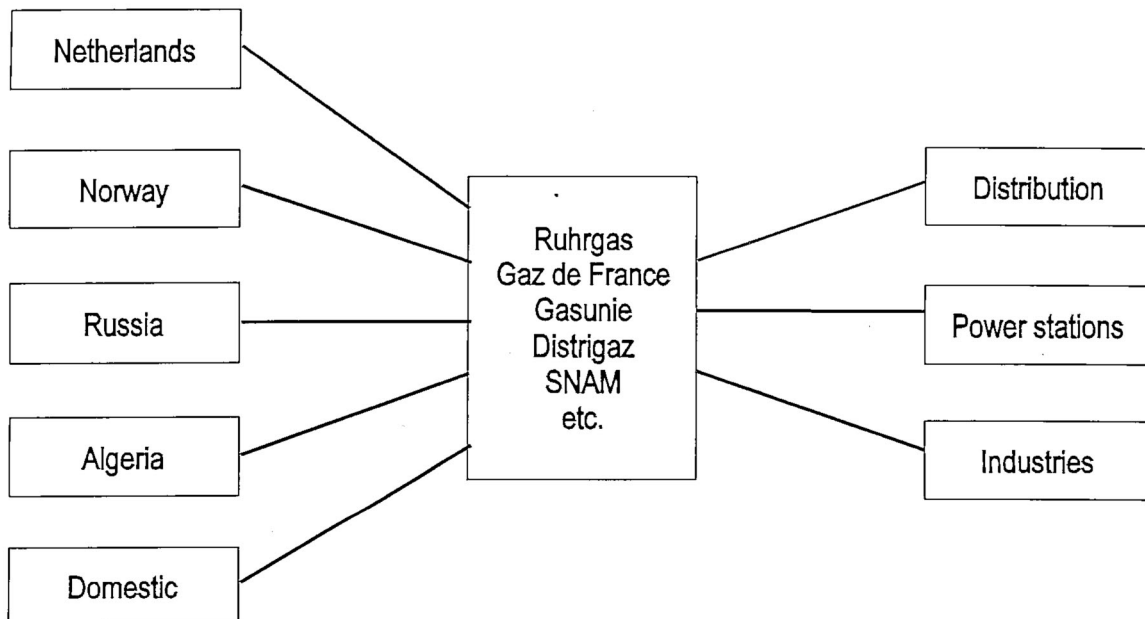 Netherlands
Norway
Russia
Algeria
Domestic
Ruhrgas
Gaz de France
Gasunie
Distrigaz
SNAM
etc.
Distribution
Power stations
Industries